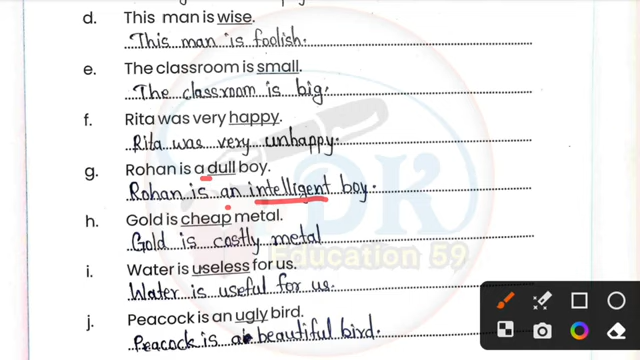 d. This man is wise.
This man is foolish.
e. The classroom is small.
The classroom is big.
f. Rita was very happy.
Rita was very unhappy.
g. Rohan is a dull boy.
Rohan is an intelligent boy.
h. Gold is cheap metal.
Gold is costly metal
Education 59
i. Water is useless for us.
Water is useful for us.
j. Peacock is an ugly bird.
Peacock is a beautiful bird.